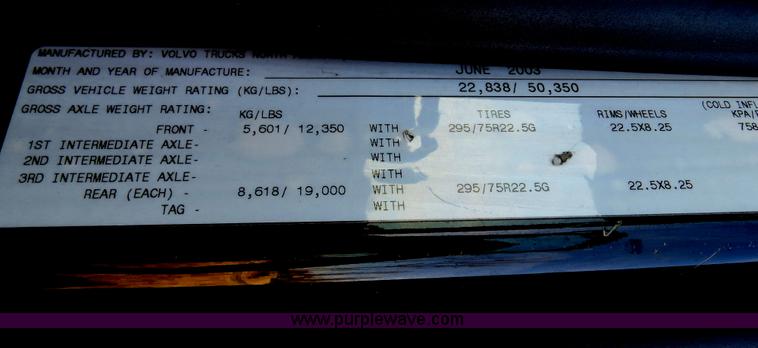 MANUFACTURED BY: VOLVO TRUCKS NORTH
MONTH AND YEAR OF MANUFACTURE: JUNE 2003
GROSS VEHICLE WEIGHT RATING (KG/LBS): 22,838/ 50,350
GROSS AXLE WEIGHT RATING: KG/LBS TIRES RIMS/WHEELS (COLD INFL
KPA/P
FRONT - 5,601/ 12,350 WITH 295/75R22.5G 22.5X8.25 758
1ST INTERMEDIATE AXLE- WITH
2ND INTERMEDIATE AXLE- WITH
3RD INTERMEDIATE AXLE- WITH
REAR (EACH) - 8,618/ 19,000 WITH 295/75R22.5G 22.5X8.25
TAG - WITH
www.purplewave.com